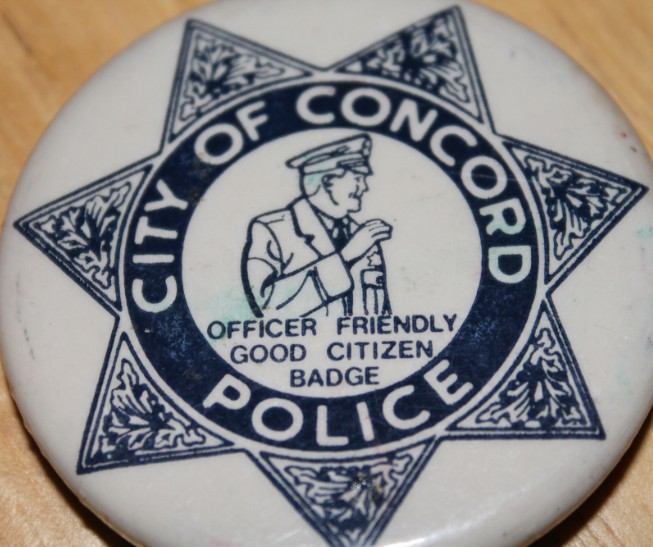 CITY OF CONCORD
OFFICER FRIENDLY
GOOD CITIZEN
BADGE
POLICE